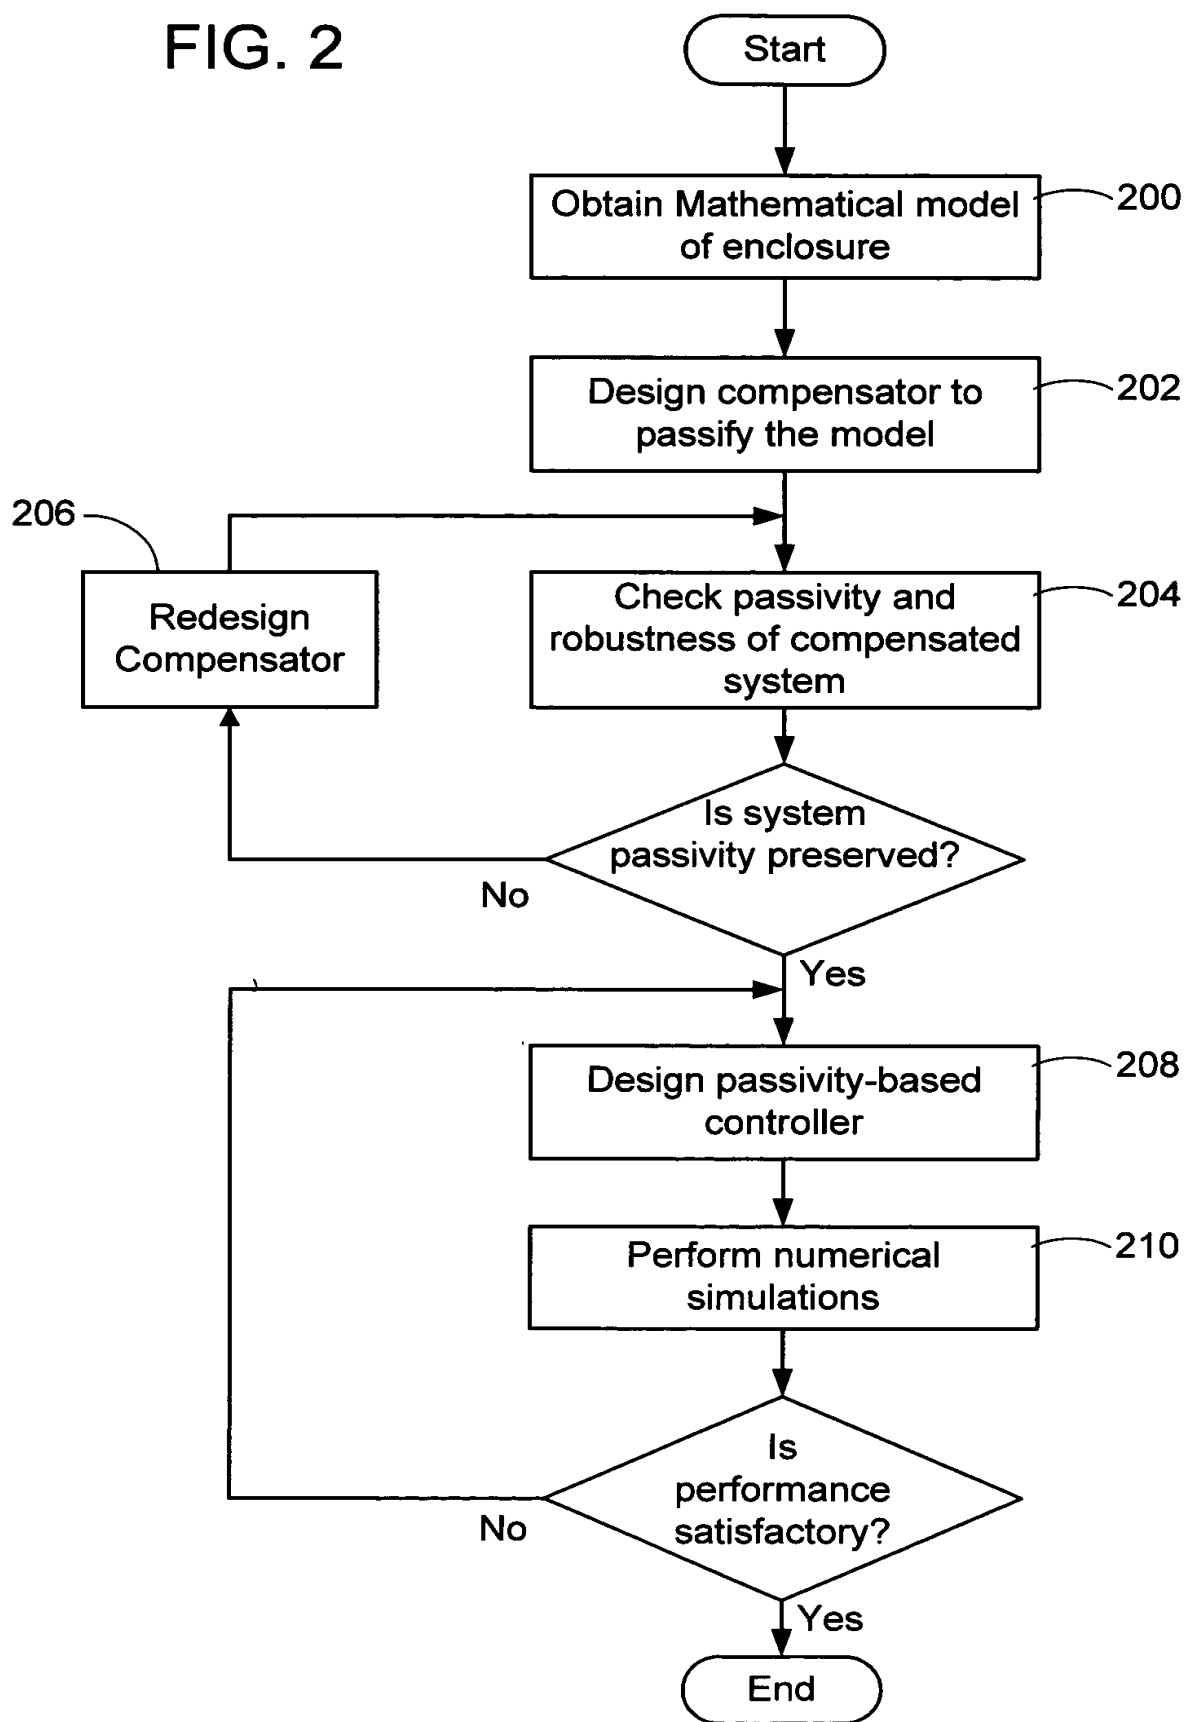 FIG. 2
Start
Obtain Mathematical model
of enclosure
200
Design compensator to
passify the model
202
206
Redesign
Compensator
Check passivity and
robustness of compensated
system
204
Is system
passivity preserved?
No
Yes
Design passivity-based
controller
208
Perform numerical
simulations
210
Is
performance
satisfactory?
No
Yes
End